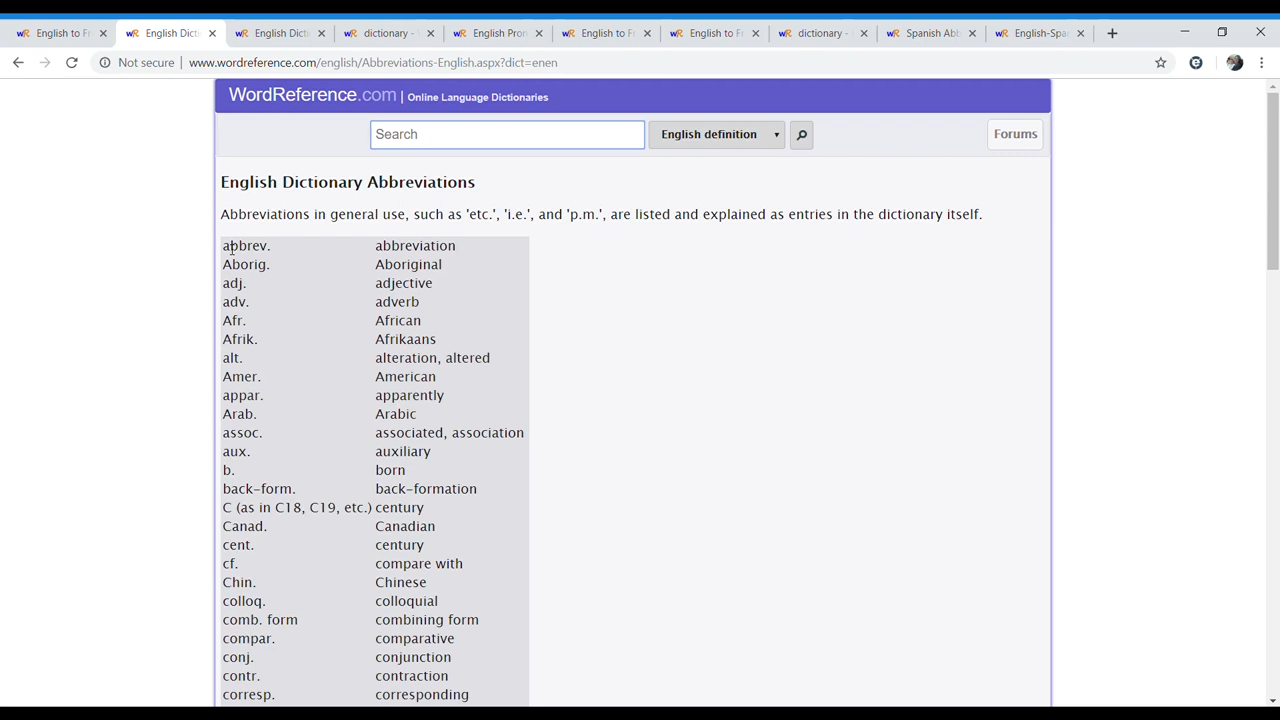 English to Fr
English Dicti
English Dicti
dictionary -
English Pron
English to Fr
English to Fr
dictionary -
Spanish Abb
English-Spa
Not secure | www.wordreference.com/english/Abbreviations-English.aspx?dict=enen
WordReference.com | Online Language Dictionaries
Search English definition Forums
English Dictionary Abbreviations
Abbreviations in general use, such as 'etc.', 'i.e.', and 'p.m.', are listed and explained as entries in the dictionary itself.
abbrev. abbreviation
Aborig. Aboriginal
adj. adjective
adv. adverb
Afr. African
Afrik. Afrikaans
alt. alteration, altered
Amer. American
appar. apparently
Arab. Arabic
assoc. associated, association
aux. auxiliary
b. born
back-form. back-formation
C (as in C18, C19, etc.) century
Canad. Canadian
cent. century
cf. compare with
Chin. Chinese
colloq. colloquial
comb. form combining form
compar. comparative
conj. conjunction
contr. contraction
corresp. corresponding